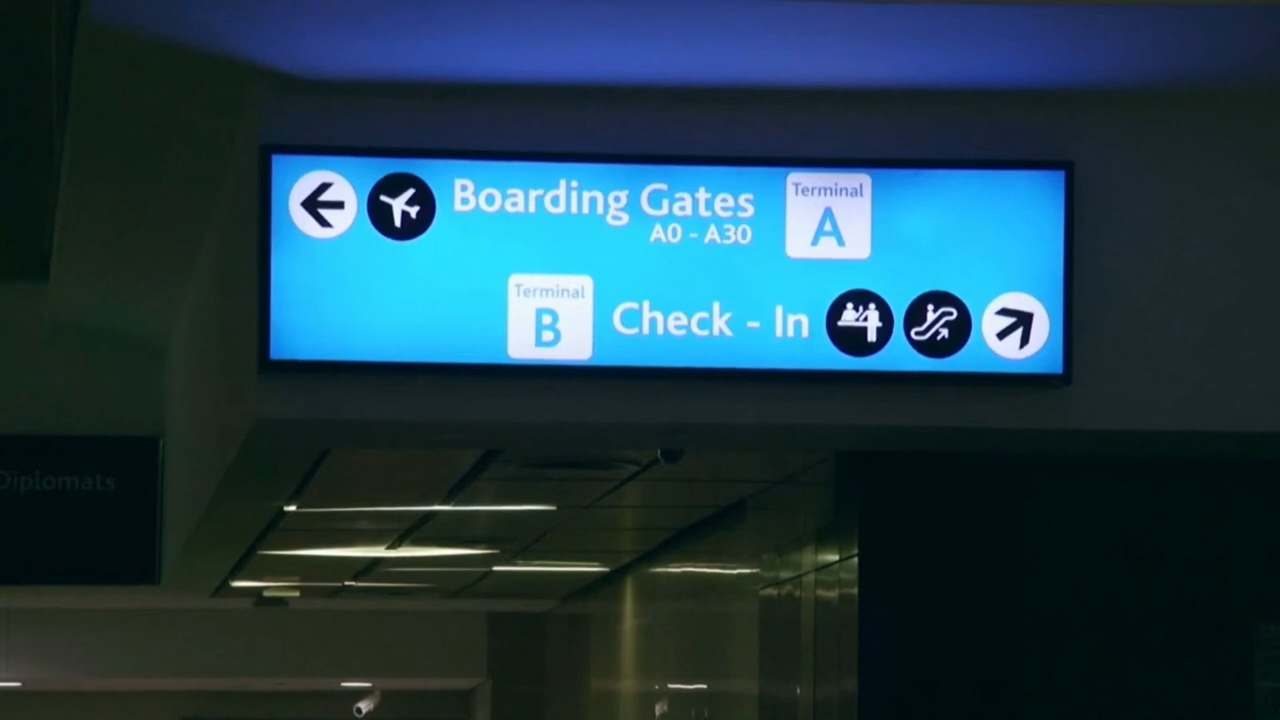 Boarding Gates
A0 - A30
Terminal
A
Terminal
B
Check - In
Diplomats